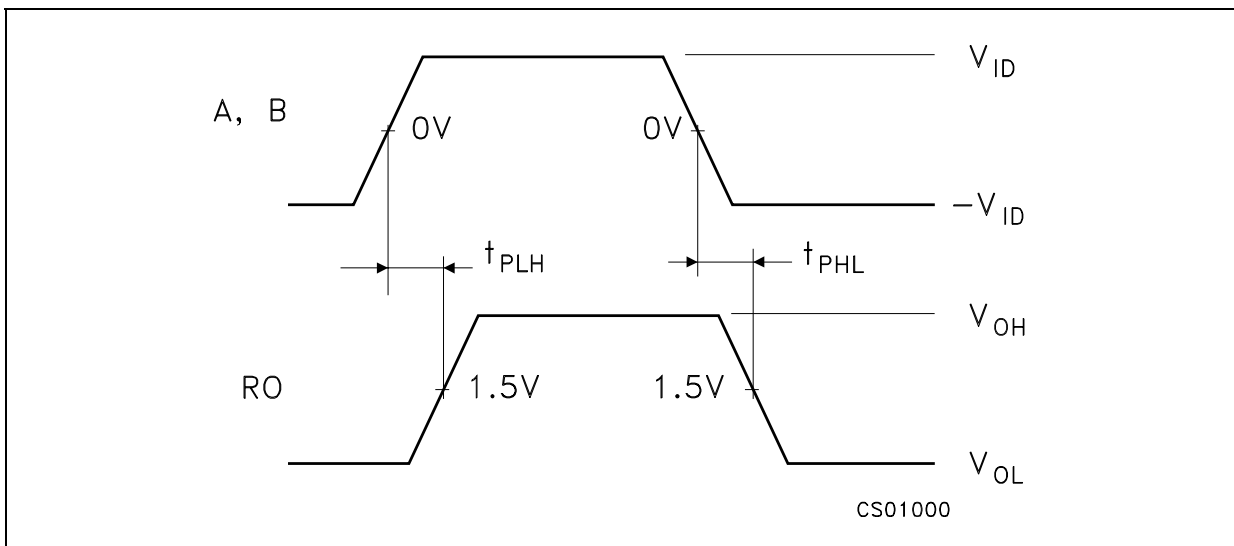 V_ID
A, B
0V 0V
-V_ID
t_PLH t_PHL
V_OH
RO
1.5V 1.5V
V_OL
CS01000